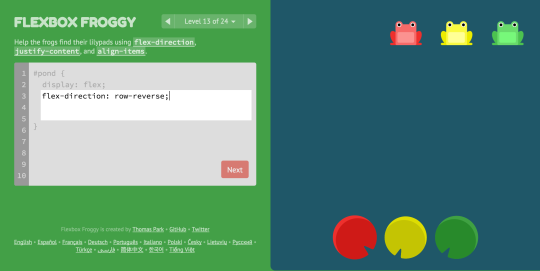 FLEXBOX FROGGY
Level 13 of 24
Help the frogs find their lilypads using flex-direction,
justify-content, and align-items.
1 #pond {
2 display: flex;
3 flex-direction: row-reverse;
4
5
6 }
7
8
9
10
Next
Flexbox Froggy is created by Thomas Park • GitHub • Twitter
English • Español • Français • Deutsch • Português • Italiano • Polski • Česky • Lietuvių • Русский •
Türkçe • فارسی • 简体中文 • 한국어 • Tiếng Việt